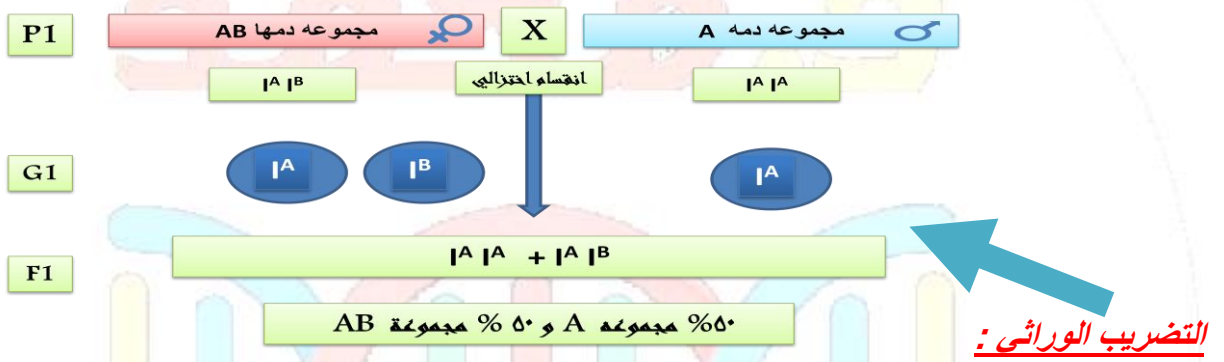 P1
مجموعه دمها AB
X
مجموعه دمه A
Iᴬ Iᴮ
انقسام اختزالي
Iᴬ Iᴬ
G1
Iᴬ
Iᴮ
Iᴬ
F1
Iᴬ Iᴬ + Iᴬ Iᴮ
٥٠% مجموعه A و ٥٠ % مجموعة AB
التضريب الوراثي :